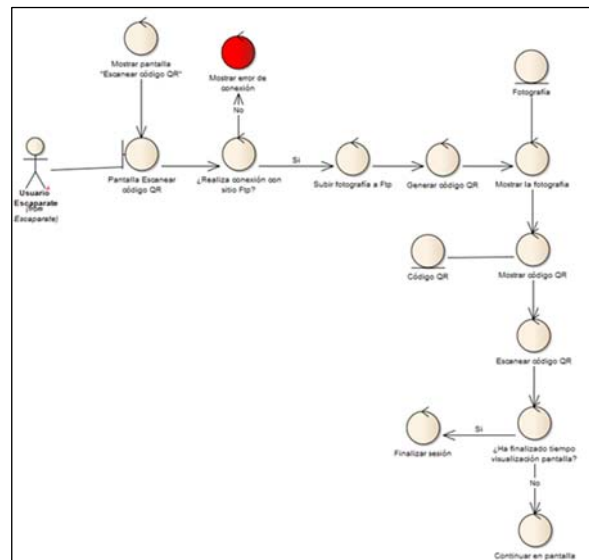 Mostrar pantalla
"Escanear código QR"
Mostrar error de
conexión
No
Fotografía
Usuario
Escaparate
(from
Escaparate)
Pantalla Escanear
código QR
¿Realiza conexión con
sitio Ftp?
Si
Subir fotografía a Ftp
Generar código QR
Mostrar la fotografía
Código QR
Mostrar código QR
Escanear código QR
Si
Finalizar sesión
¿Ha finalizado tiempo
visualización pantalla?
No
Continuar en pantalla